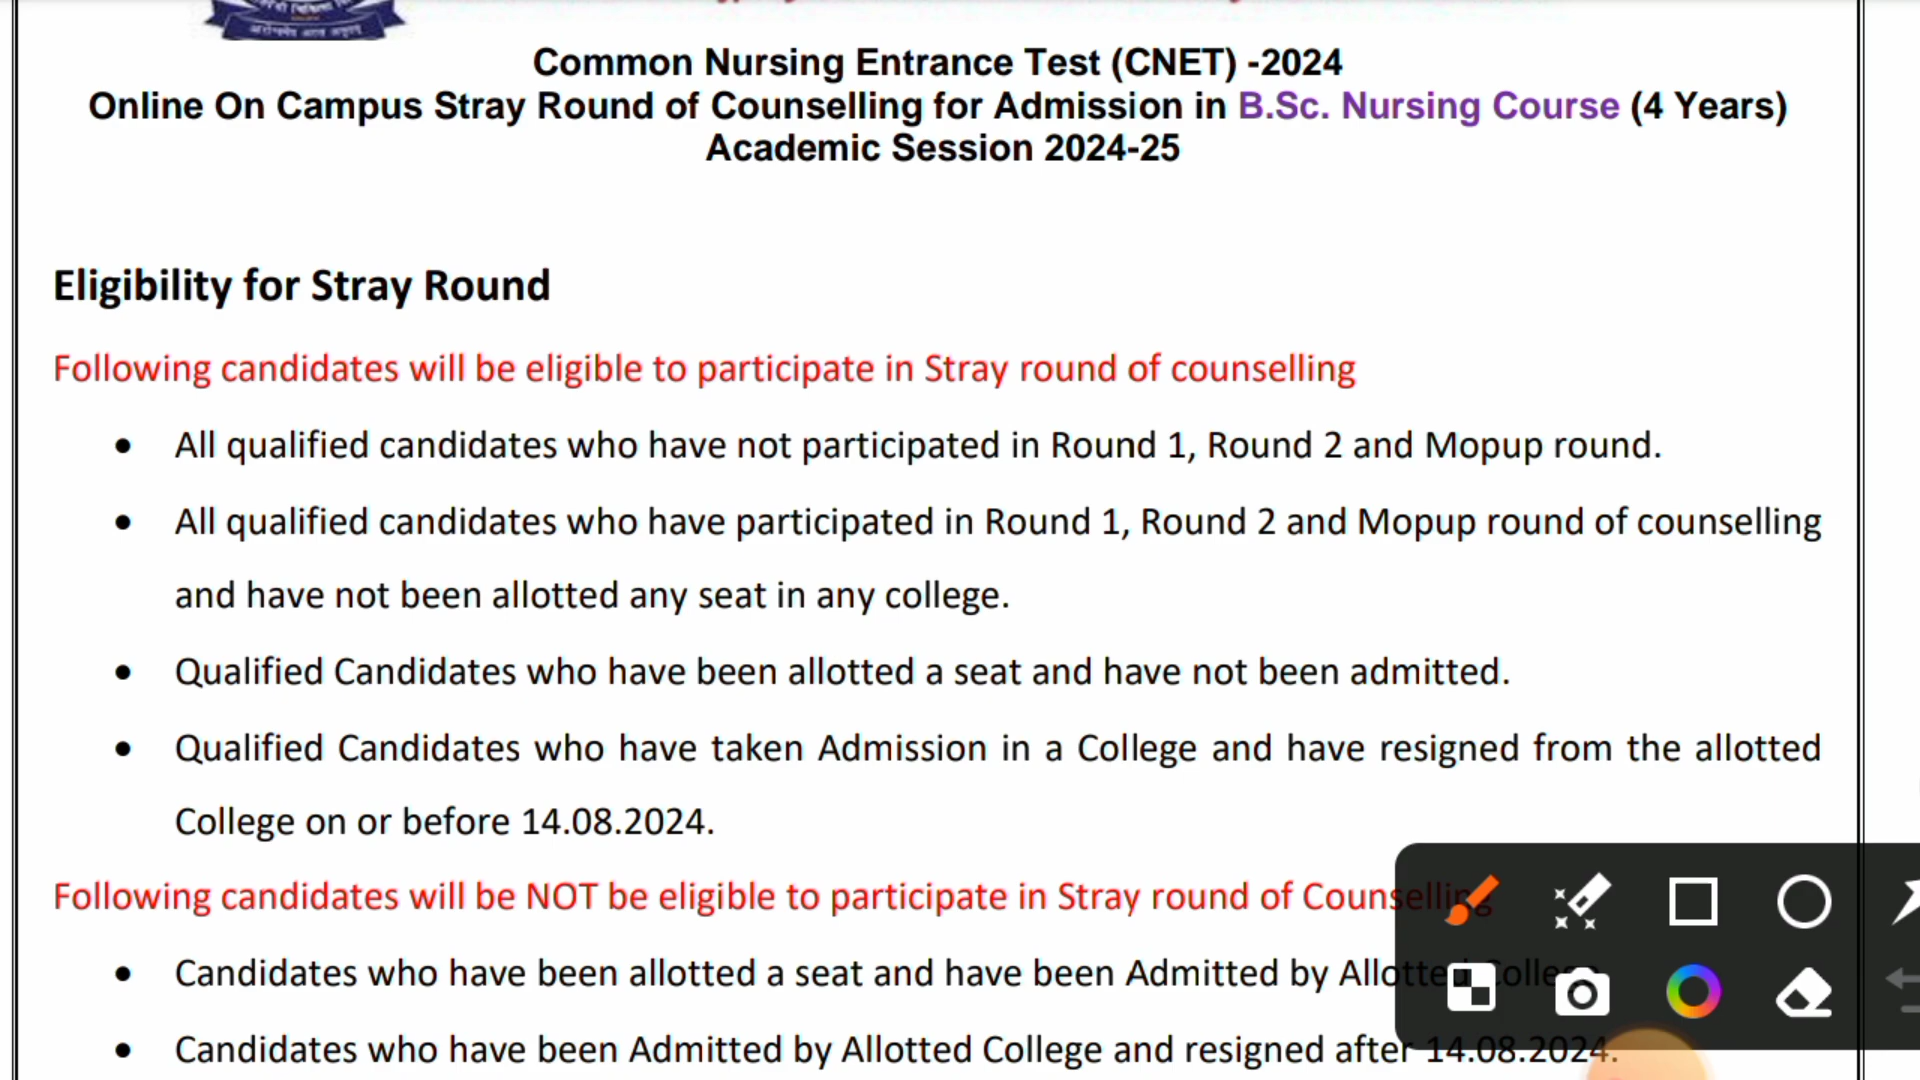 Common Nursing Entrance Test (CNET) -2024
Online On Campus Stray Round of Counselling for Admission in B.Sc. Nursing Course (4 Years)
Academic Session 2024-25
Eligibility for Stray Round
Following candidates will be eligible to participate in Stray round of counselling
• All qualified candidates who have not participated in Round 1, Round 2 and Mopup round.
• All qualified candidates who have participated in Round 1, Round 2 and Mopup round of counselling
and have not been allotted any seat in any college.
• Qualified Candidates who have been allotted a seat and have not been admitted.
• Qualified Candidates who have taken Admission in a College and have resigned from the allotted
College on or before 14.08.2024.
Following candidates will be NOT be eligible to participate in Stray round of Counselling
• Candidates who have been allotted a seat and have been Admitted by Allotted College
• Candidates who have been Admitted by Allotted College and resigned after 14.08.2024.